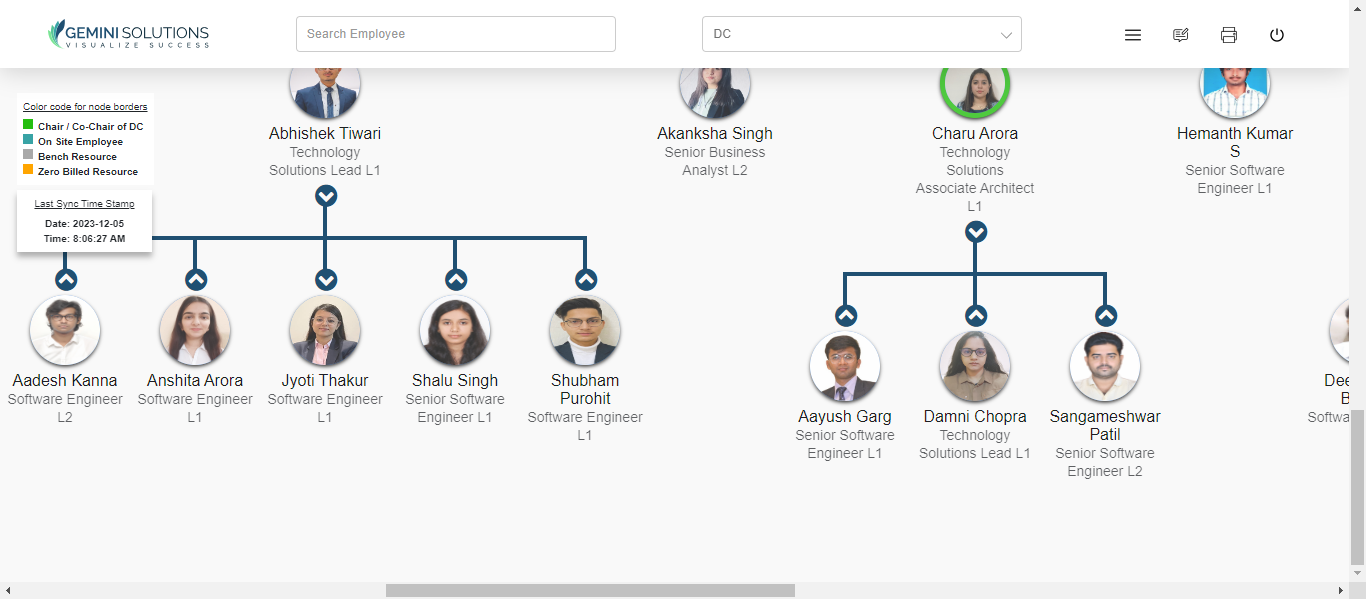 GEMINI SOLUTIONS
VISUALIZE SUCCESS
Search Employee
DC
Color code for node borders
Chair / Co-Chair of DC
On Site Employee
Bench Resource
Zero Billed Resource
Last Sync Time Stamp
Date: 2023-12-05
Time: 8:06:27 AM
Abhishek Tiwari
Technology
Solutions Lead L1
Akanksha Singh
Senior Business
Analyst L2
Charu Arora
Technology
Solutions
Associate Architect
L1
Hemanth Kumar
S
Senior Software
Engineer L1
Aadesh Kanna
Software Engineer
L2
Anshita Arora
Software Engineer
L1
Jyoti Thakur
Software Engineer
L1
Shalu Singh
Senior Software
Engineer L1
Shubham
Purohit
Software Engineer
L1
Aayush Garg
Senior Software
Engineer L1
Damni Chopra
Technology
Solutions Lead L1
Sangameshwar
Patil
Senior Software
Engineer L2
Dee
B
Softwa